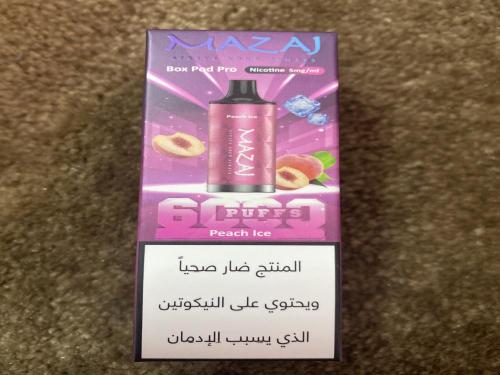 MAZAJ
Box Pod Pro Nicotine 5mg/ml
Peach Ice
MAZAJ
6000
PUFFS
Peach Ice
المنتج ضار صحياً
ويحتوي على النيكوتين
الذي يسبب الإدمان